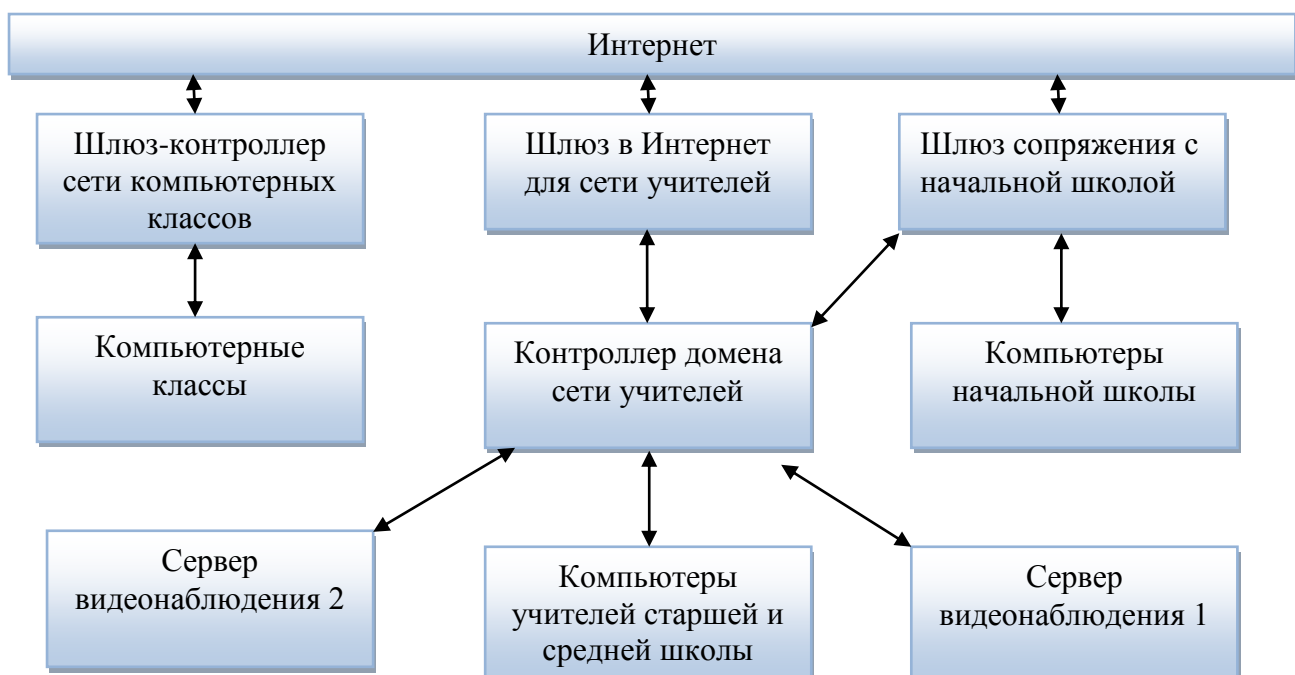 Интернет
Шлюз-контроллер
сети компьютерных
классов
Шлюз в Интернет
для сети учителей
Шлюз сопряжения с
начальной школой
Компьютерные
классы
Контроллер домена
сети учителей
Компьютеры
начальной школы
Сервер
видеонаблюдения 2
Компьютеры
учителей старшей и
средней школы
Сервер
видеонаблюдения 1